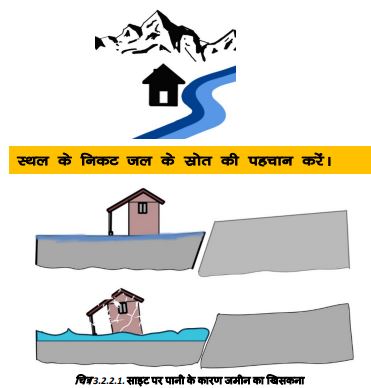 स्थल के निकट जल के स्रोत की पहचान करें।
चित्र 3.2.2.1. साइट पर पानी के कारण जमीन का खिसकना